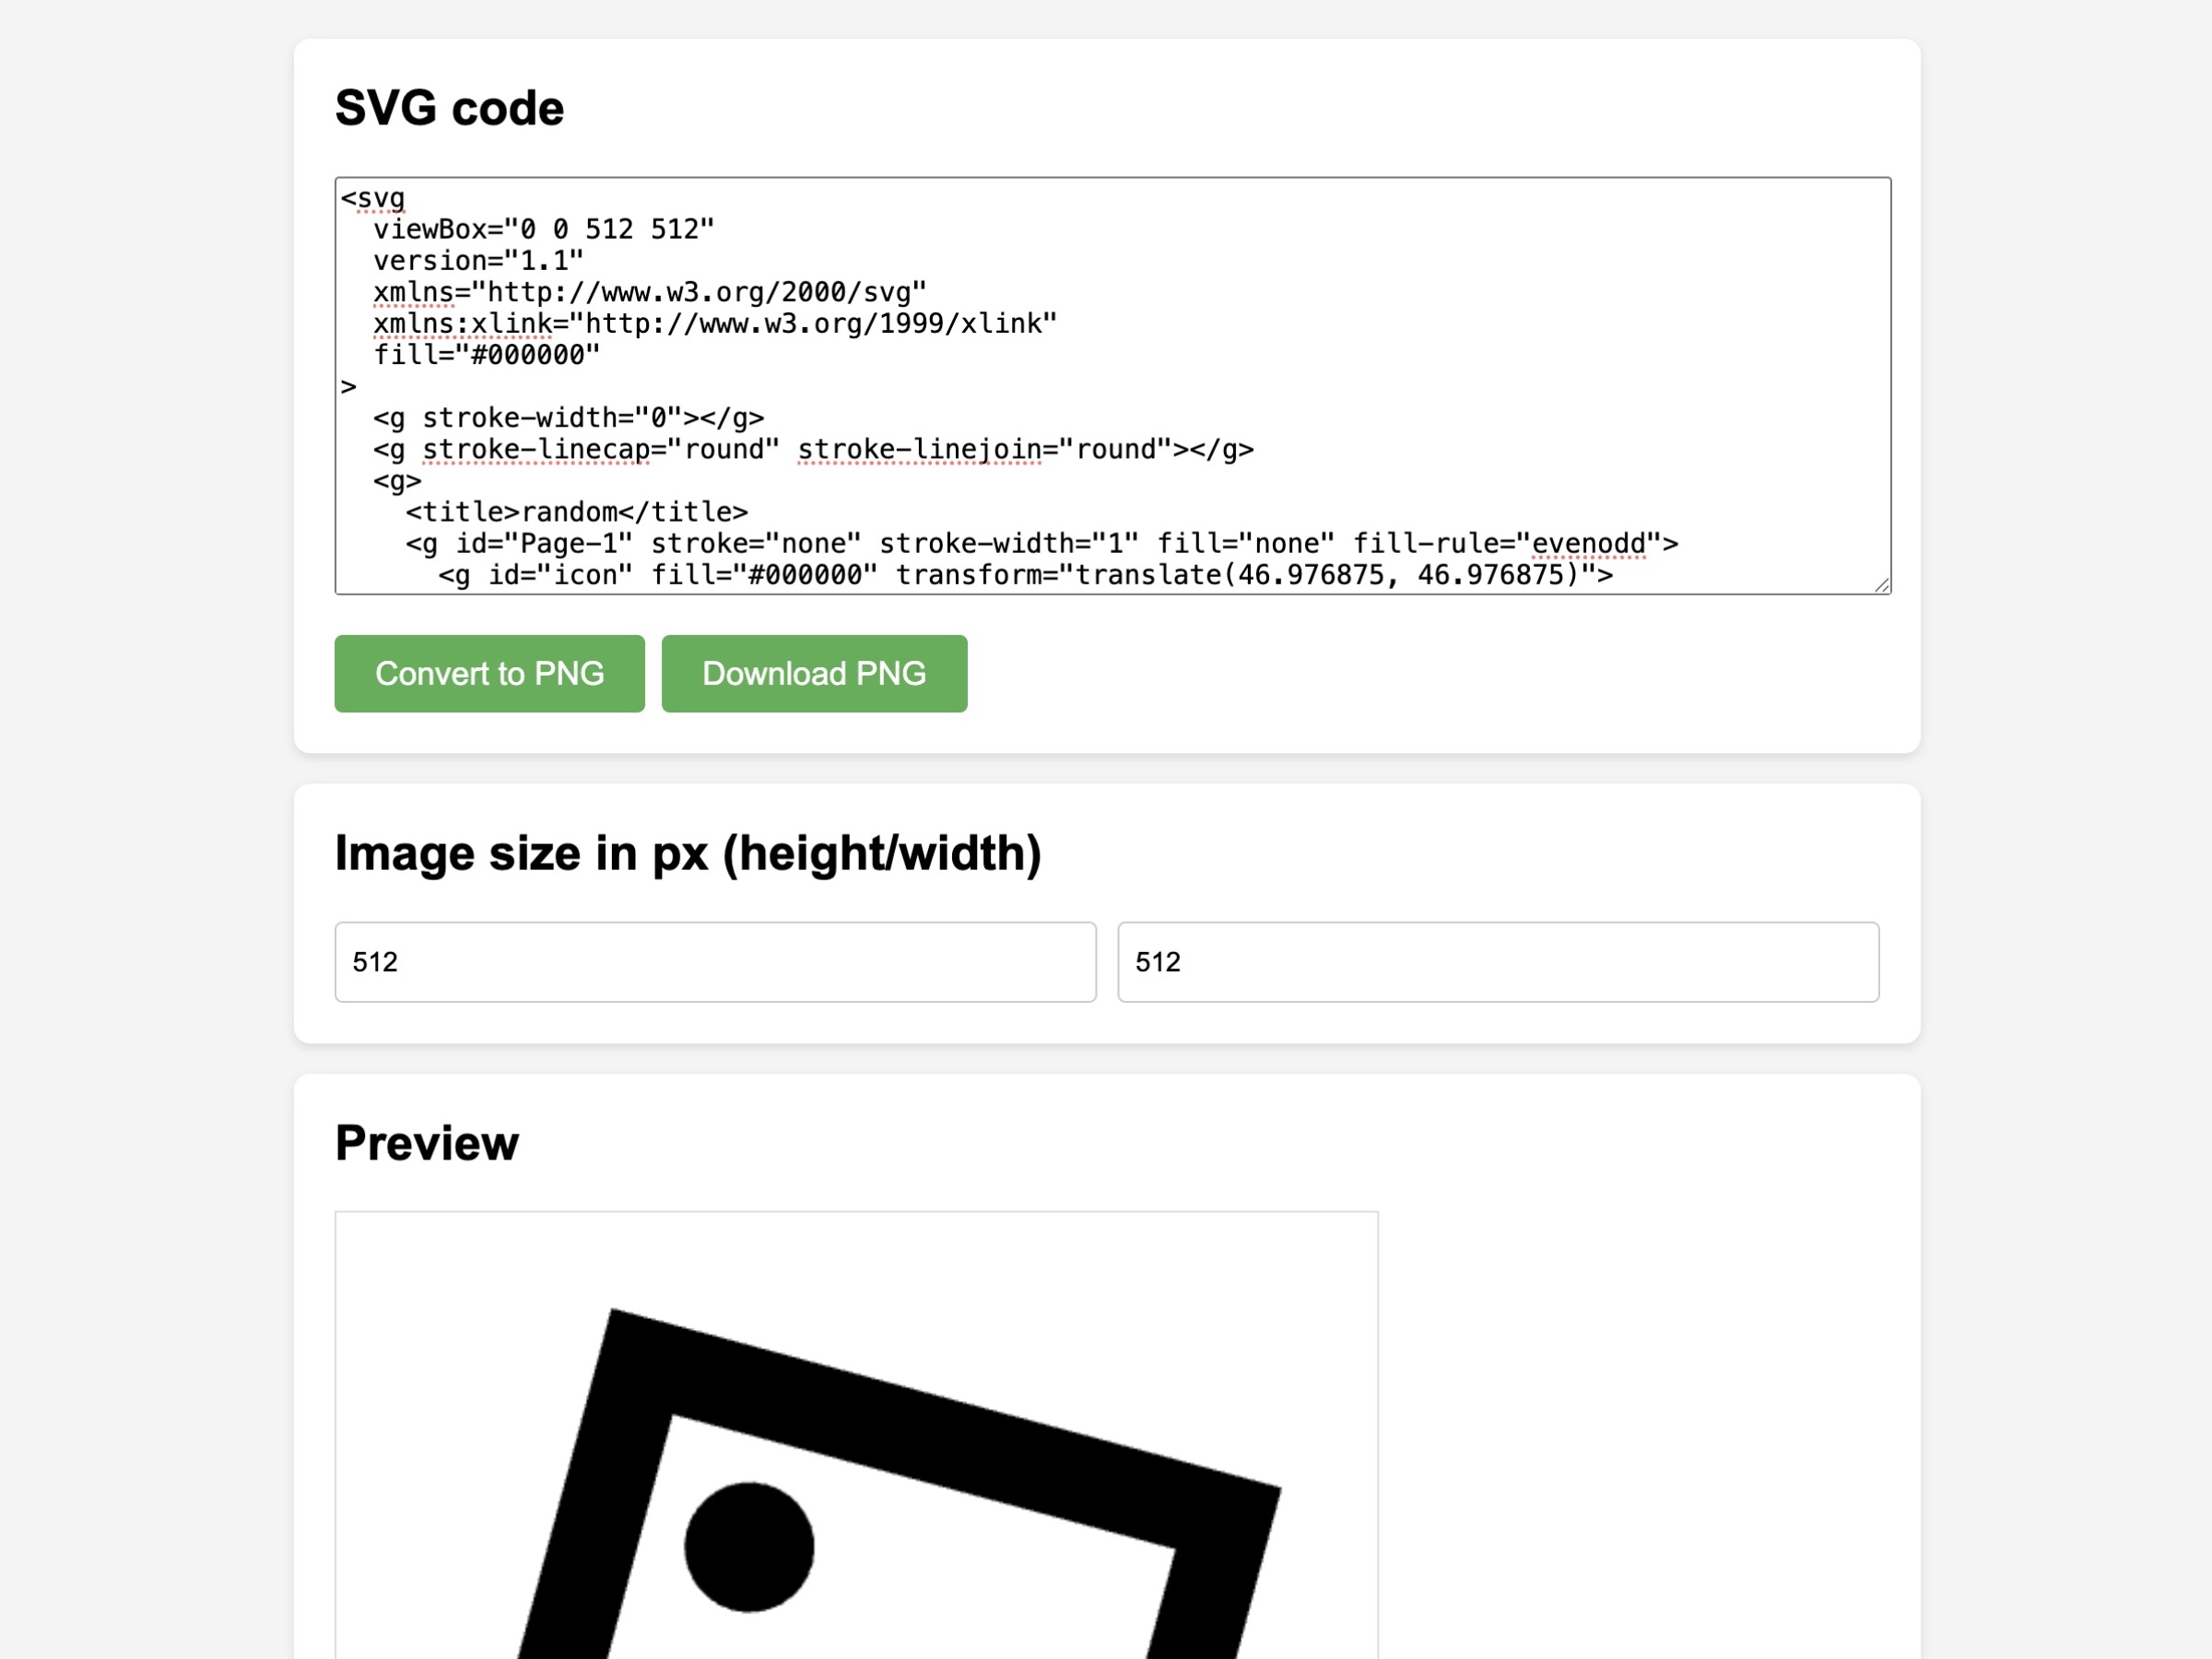 SVG code
<svg
  viewBox="0 0 512 512"
  version="1.1"
  xmlns="http://www.w3.org/2000/svg"
  xmlns:xlink="http://www.w3.org/1999/xlink"
  fill="#000000"
>
  <g stroke-width="0"></g>
  <g stroke-linecap="round" stroke-linejoin="round"></g>
  <g>
    <title>random</title>
    <g id="Page-1" stroke="none" stroke-width="1" fill="none" fill-rule="evenodd">
      <g id="icon" fill="#000000" transform="translate(46.976875, 46.976875)">
Convert to PNG Download PNG
Image size in px (height/width)
512 512
Preview